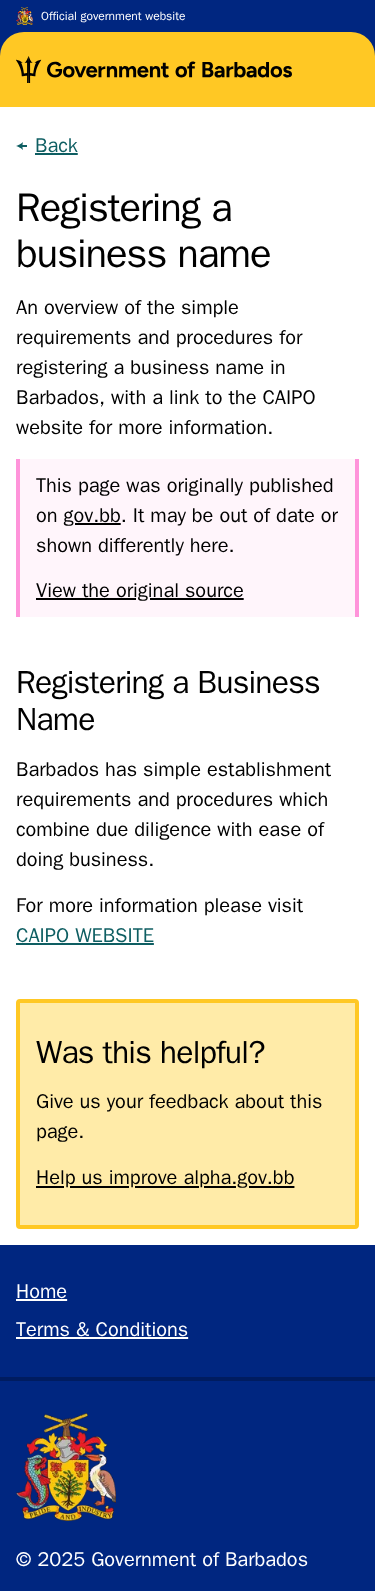 Official government website
Government of Barbados
Back
Registering a
business name
An overview of the simple
requirements and procedures for
registering a business name in
Barbados, with a link to the CAIPO
website for more information.
This page was originally published
on gov.bb. It may be out of date or
shown differently here.
View the original source
Registering a Business
Name
Barbados has simple establishment
requirements and procedures which
combine due diligence with ease of
doing business.
For more information please visit
CAIPO WEBSITE
Was this helpful?
Give us your feedback about this
page.
Help us improve alpha.gov.bb
Home
Terms & Conditions
PRIDE AND INDUSTRY
© 2025 Government of Barbados